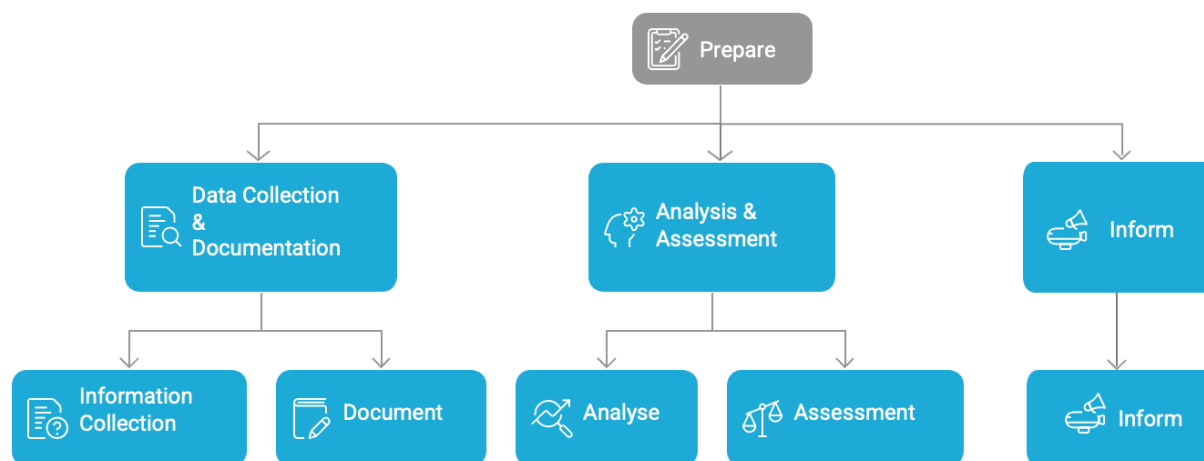 Prepare
Data Collection
&
Documentation
Analysis &
Assessment
Inform
Information
Collection
Document
Analyse
Assessment
Inform